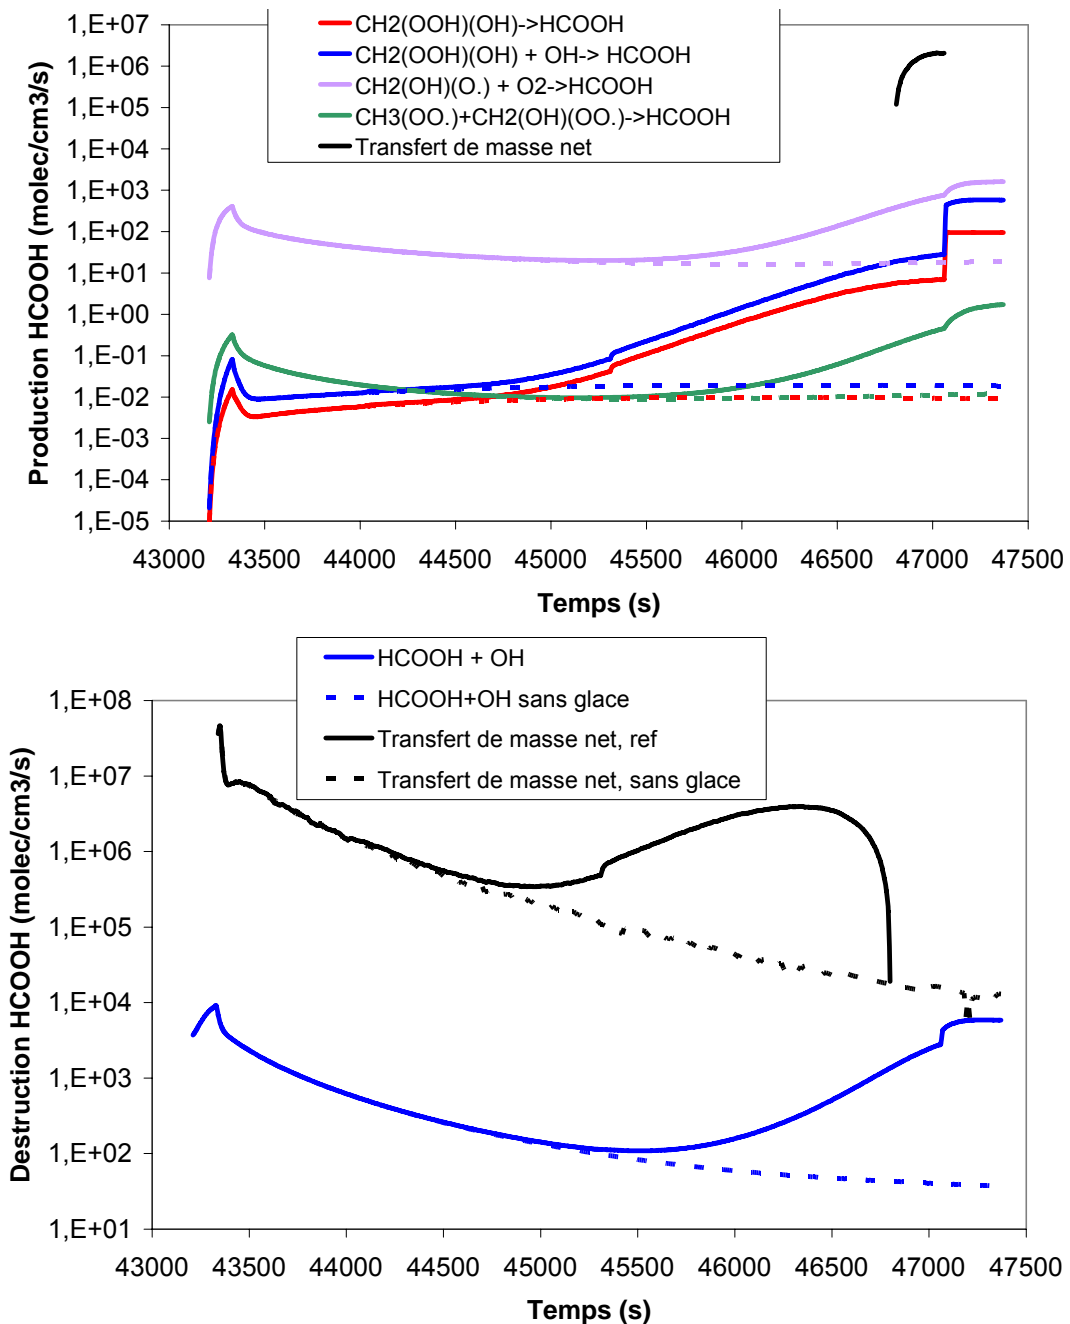 CH2(OOH)(OH)->HCOOH
CH2(OOH)(OH) + OH-> HCOOH
CH2(OH)(O.) + O2->HCOOH
CH3(OO.)+CH2(OH)(OO.)->HCOOH
Transfert de masse net
Production HCOOH (molec/cm3/s)
1,E+07
1,E+06
1,E+05
1,E+04
1,E+03
1,E+02
1,E+01
1,E+00
1,E-01
1,E-02
1,E-03
1,E-04
1,E-05
43000 43500 44000 44500 45000 45500 46000 46500 47000 47500
Temps (s)
HCOOH + OH
HCOOH+OH sans glace
Transfert de masse net, ref
Transfert de masse net, sans glace
Destruction HCOOH (molec/cm3/s)
1,E+08
1,E+07
1,E+06
1,E+05
1,E+04
1,E+03
1,E+02
1,E+01
43000 43500 44000 44500 45000 45500 46000 46500 47000 47500
Temps (s)